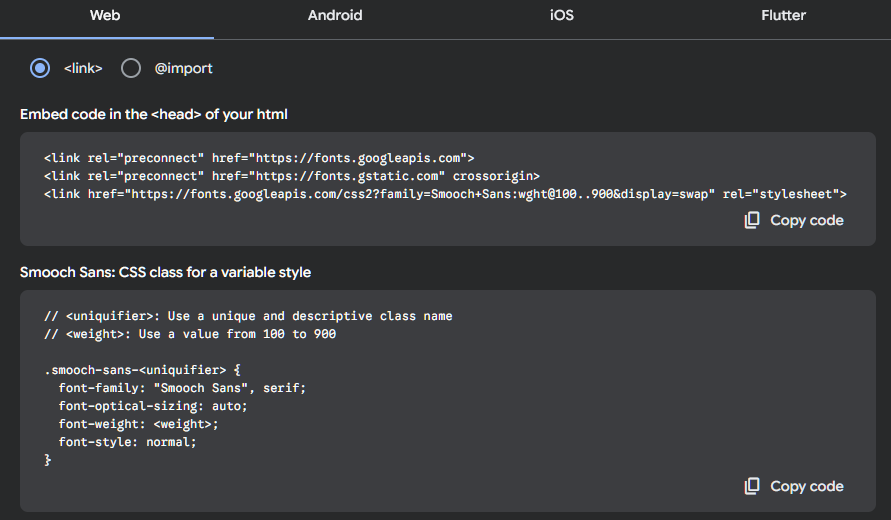 Web Android iOS Flutter
<link> @import
Embed code in the <head> of your html
<link rel="preconnect" href="https://fonts.googleapis.com">
<link rel="preconnect" href="https://fonts.gstatic.com" crossorigin>
<link href="https://fonts.googleapis.com/css2?family=Smooch+Sans:wght@100..900&display=swap" rel="stylesheet">
Copy code
Smooch Sans: CSS class for a variable style
// <uniquifier>: Use a unique and descriptive class name
// <weight>: Use a value from 100 to 900
.smooch-sans-<uniquifier> {
  font-family: "Smooch Sans", serif;
  font-optical-sizing: auto;
  font-weight: <weight>;
  font-style: normal;
}
Copy code